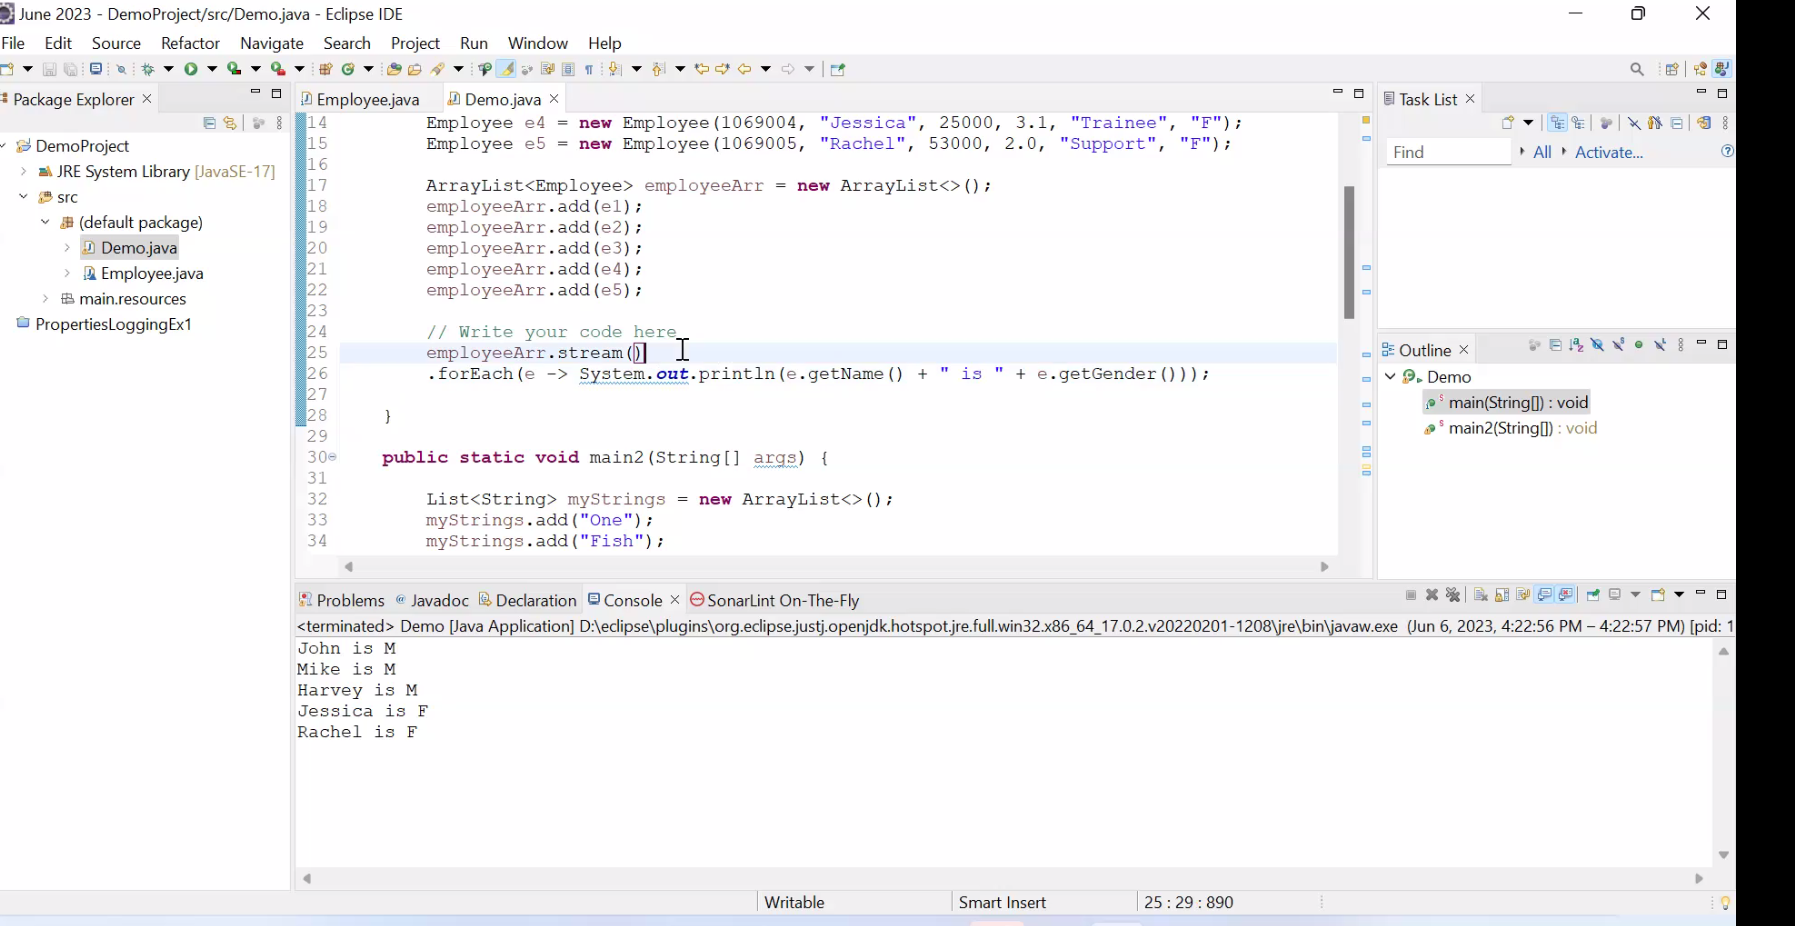 June 2023 - DemoProject/src/Demo.java - Eclipse IDE
File Edit Source Refactor Navigate Search Project Run Window Help
Package Explorer
DemoProject
JRE System Library [JavaSE-17]
src
(default package)
Demo.java
Employee.java
main.resources
PropertiesLoggingEx1
Employee.java Demo.java
14 Employee e4 = new Employee(1069004, "Jessica", 25000, 3.1, "Trainee", "F");
15 Employee e5 = new Employee(1069005, "Rachel", 53000, 2.0, "Support", "F");
16
17 ArrayList<Employee> employeeArr = new ArrayList<>();
18 employeeArr.add(e1);
19 employeeArr.add(e2);
20 employeeArr.add(e3);
21 employeeArr.add(e4);
22 employeeArr.add(e5);
23
24 // Write your code here
25 employeeArr.stream()
26 .forEach(e -> System.out.println(e.getName() + " is " + e.getGender()));
27
28 }
29
30 public static void main2(String[] args) {
31
32 List<String> myStrings = new ArrayList<>();
33 myStrings.add("One");
34 myStrings.add("Fish");
Task List
Find All Activate...
Outline
Demo
main(String[]) : void
main2(String[]) : void
Problems Javadoc Declaration Console SonarLint On-The-Fly
<terminated> Demo [Java Application] D:\eclipse\plugins\org.eclipse.justj.openjdk.hotspot.jre.full.win32.x86_64_17.0.2.v20220201-1208\jre\bin\javaw.exe (Jun 6, 2023, 4:22:56 PM – 4:22:57 PM) [pid: 1
John is M
Mike is M
Harvey is M
Jessica is F
Rachel is F
Writable Smart Insert 25 : 29 : 890